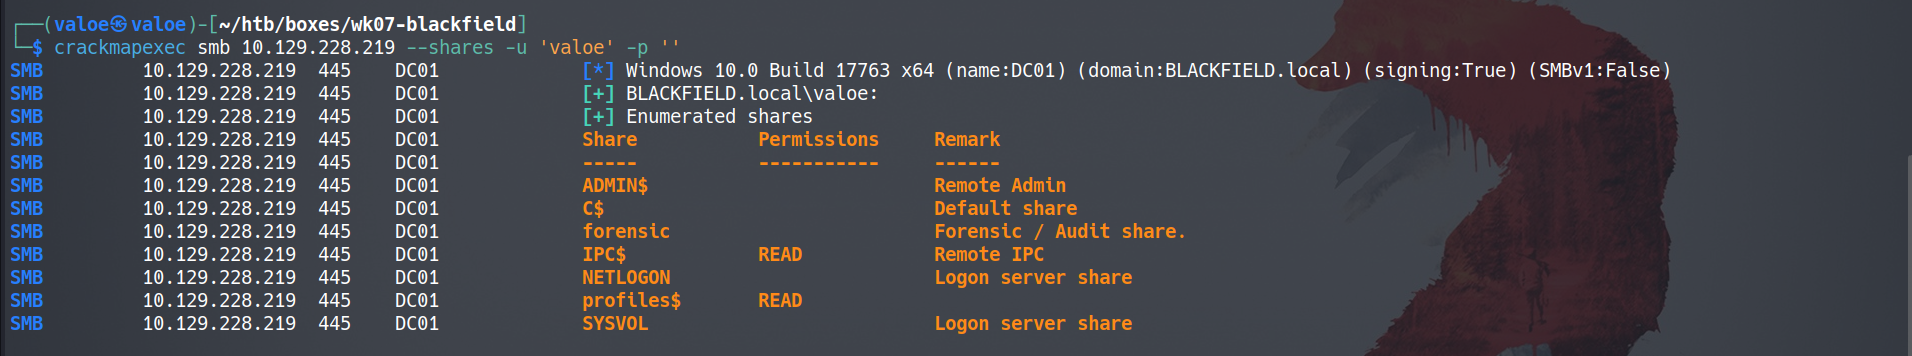 ┌──(valoe㉿valoe)-[~/htb/boxes/wk07-blackfield]
└─$ crackmapexec smb 10.129.228.219 --shares -u 'valoe' -p ''
SMB 10.129.228.219 445 DC01 [*] Windows 10.0 Build 17763 x64 (name:DC01) (domain:BLACKFIELD.local) (signing:True) (SMBv1:False)
SMB 10.129.228.219 445 DC01 [+] BLACKFIELD.local\valoe:
SMB 10.129.228.219 445 DC01 [+] Enumerated shares
SMB 10.129.228.219 445 DC01 Share Permissions Remark
SMB 10.129.228.219 445 DC01 ----- ----------- ------
SMB 10.129.228.219 445 DC01 ADMIN$ Remote Admin
SMB 10.129.228.219 445 DC01 C$ Default share
SMB 10.129.228.219 445 DC01 forensic Forensic / Audit share.
SMB 10.129.228.219 445 DC01 IPC$ READ Remote IPC
SMB 10.129.228.219 445 DC01 NETLOGON Logon server share
SMB 10.129.228.219 445 DC01 profiles$ READ
SMB 10.129.228.219 445 DC01 SYSVOL Logon server share